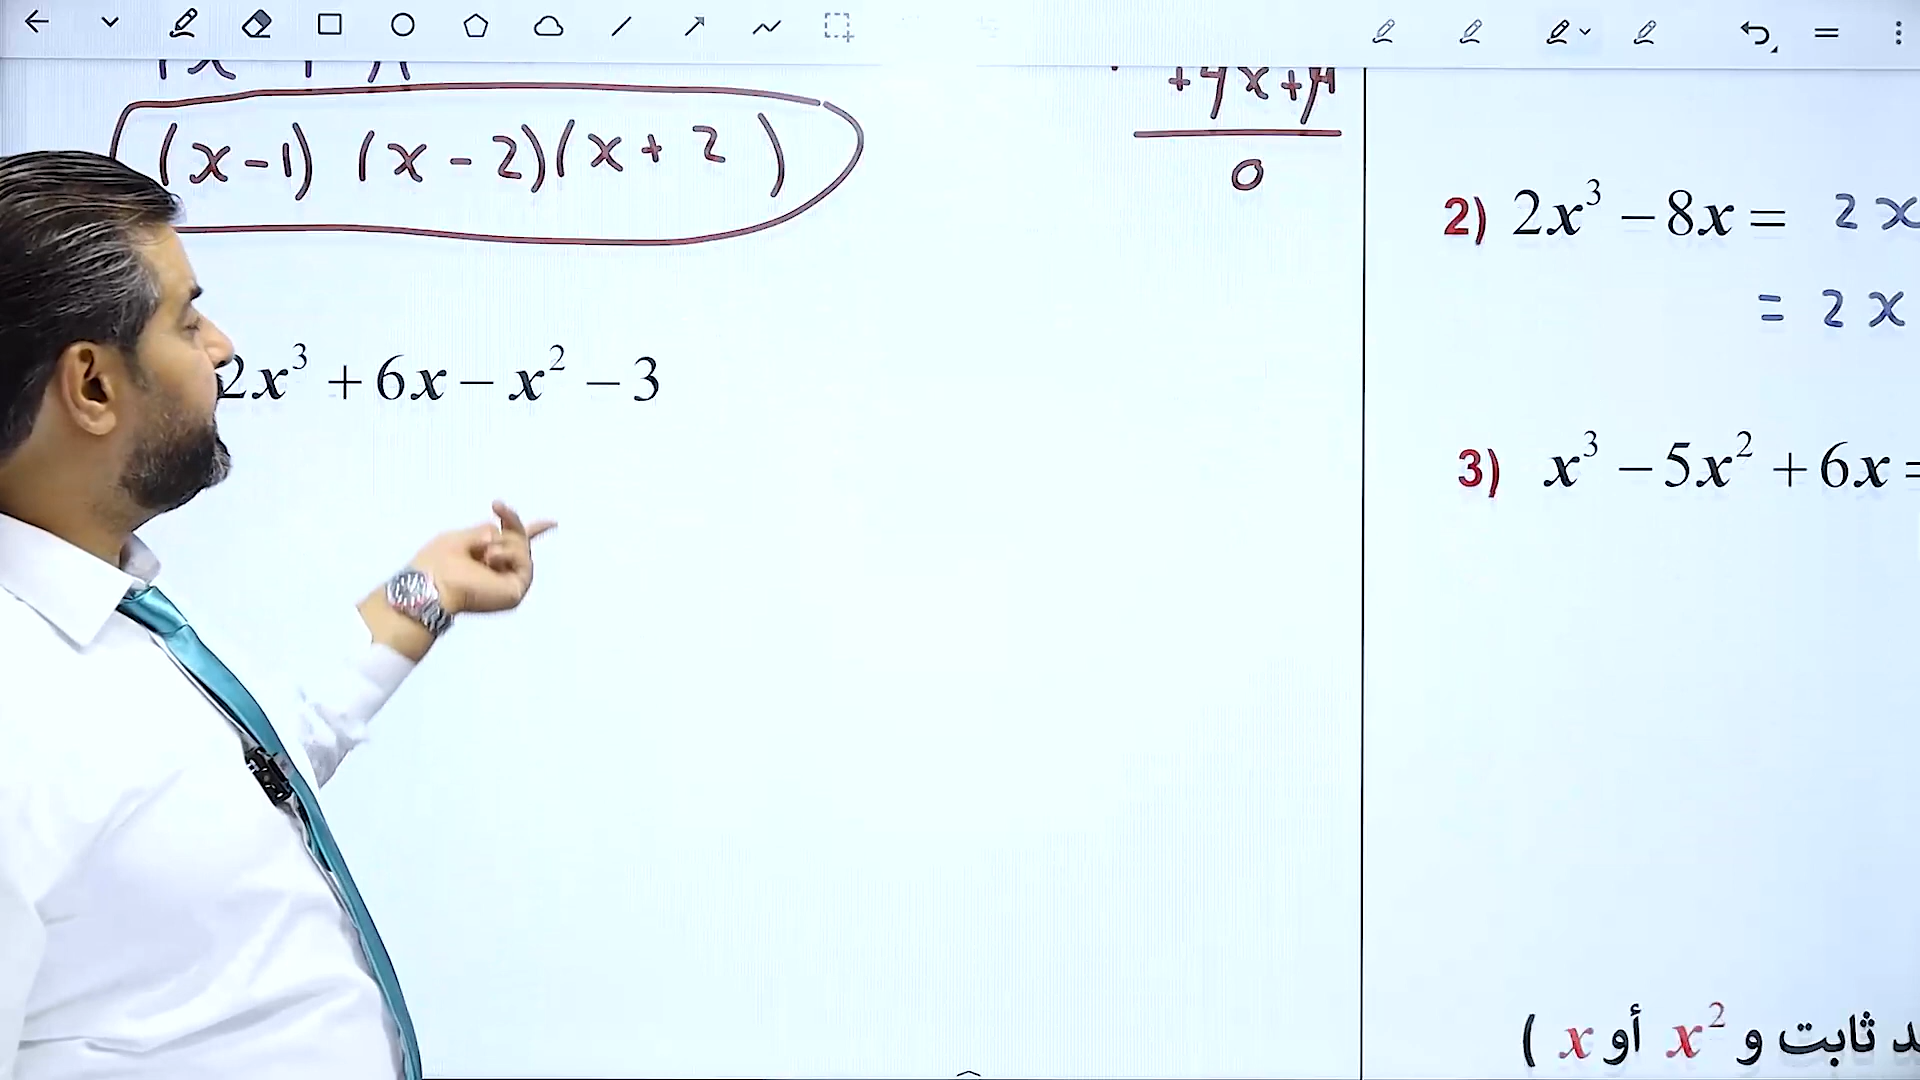 +4x+4
(x-1) (x-2)(x+2)
0
2x³ + 6x - x² - 3
2) 2x³ - 8x = 2x
= 2x
3) x³ - 5x² + 6x =
ثابت و x² أو x )